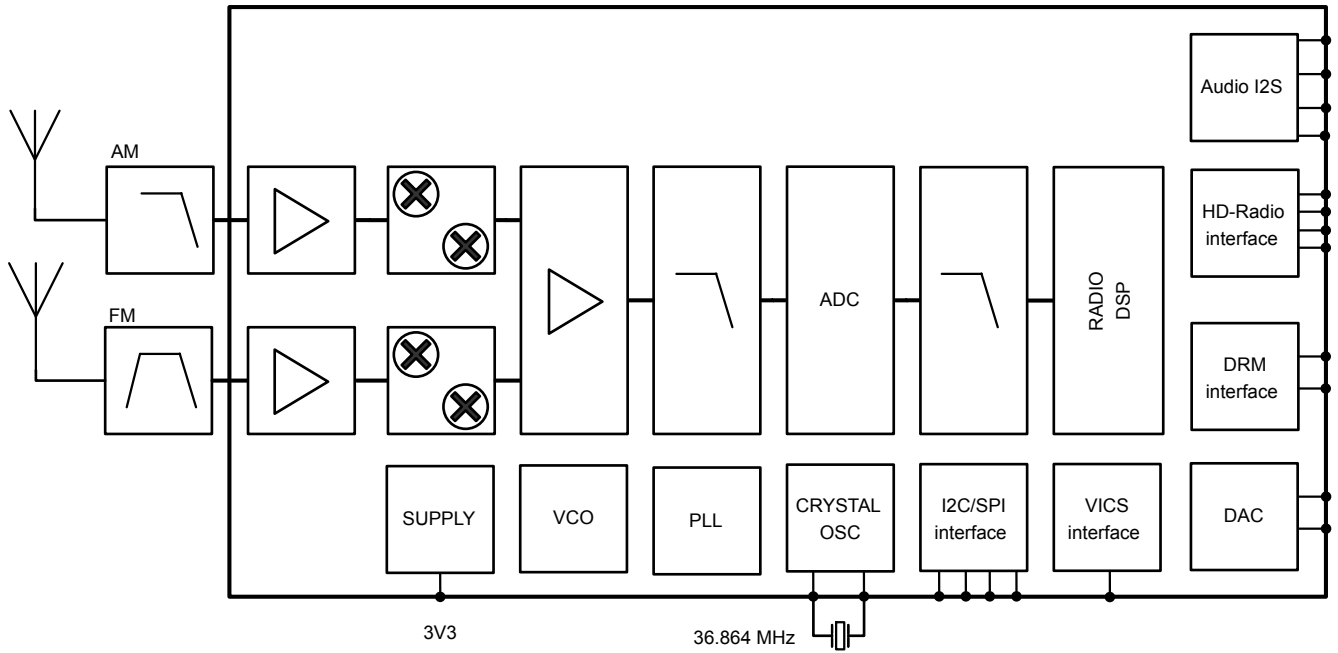 Audio I2S
AM
HD-Radio
interface
ADC
RADIO
DSP
FM
DRM
interface
SUPPLY
VCO
PLL
CRYSTAL
OSC
I2C/SPI
interface
VICS
interface
DAC
3V3
36.864 MHz